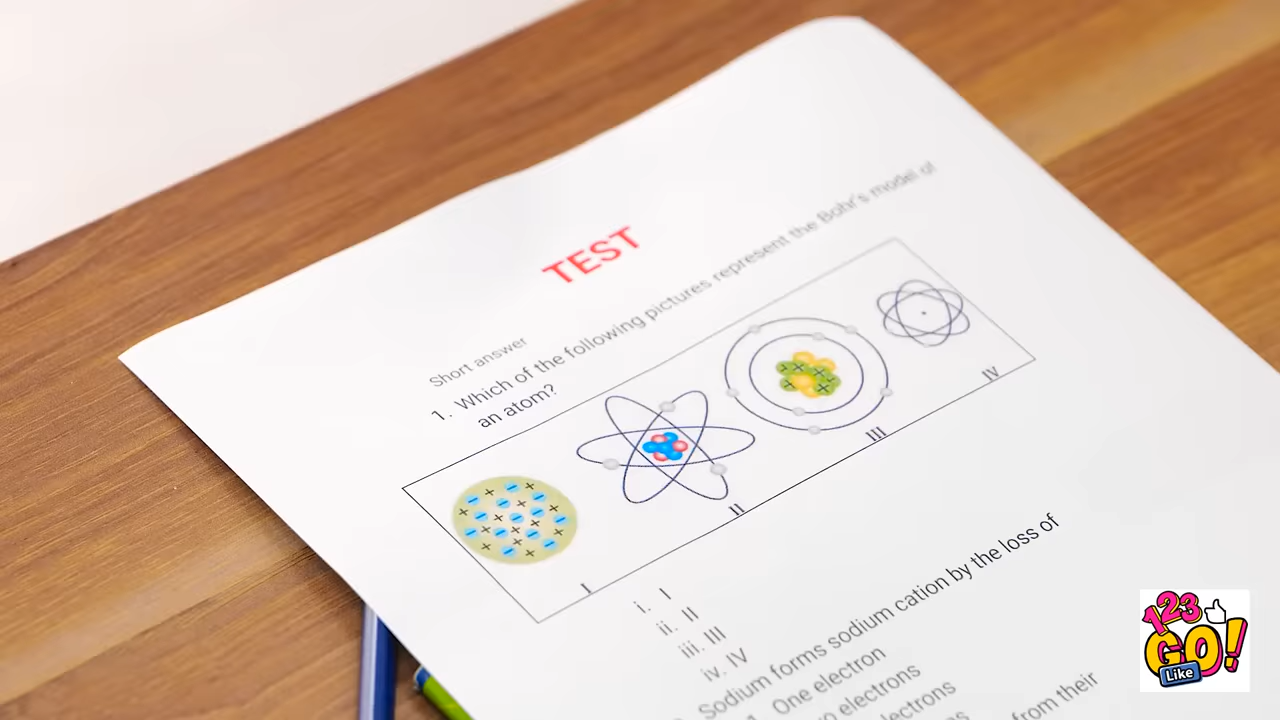 TEST
Short answer
1. Which of the following pictures represent the Bohr's model of
an atom?
I
II
III
IV
i. I
ii. II
iii. III
iv. IV
Sodium forms sodium cation by the loss of
One electron
electrons
from their
123
GO!
Like